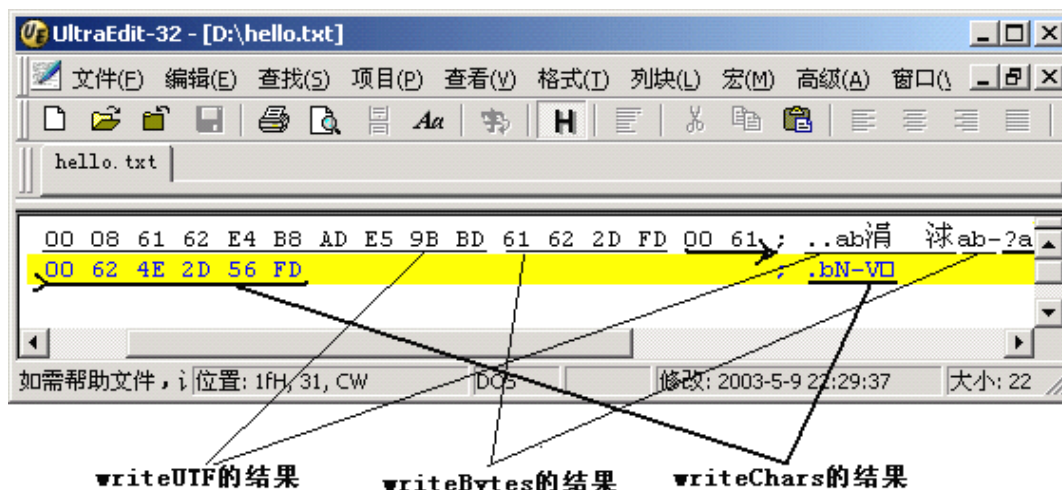 UltraEdit-32 - [D:\hello.txt]
文件(F) 编辑(E) 查找(S) 项目(P) 查看(V) 格式(T) 列块(L) 宏(M) 高级(A) 窗口(\
hello.txt
00 08 61 62 E4 B8 AD E5 9B BD 61 62 2D FD 00 61 ; ..ab涓 浗ab-?a
00 62 4E 2D 56 FD ; .bN-V□
如需帮助文件，讠 位置: 1fH, 31, CW DOS 修改: 2003-5-9 22:29:37 大小: 22
writeUTF的结果 writeBytes的结果 writeChars的结果